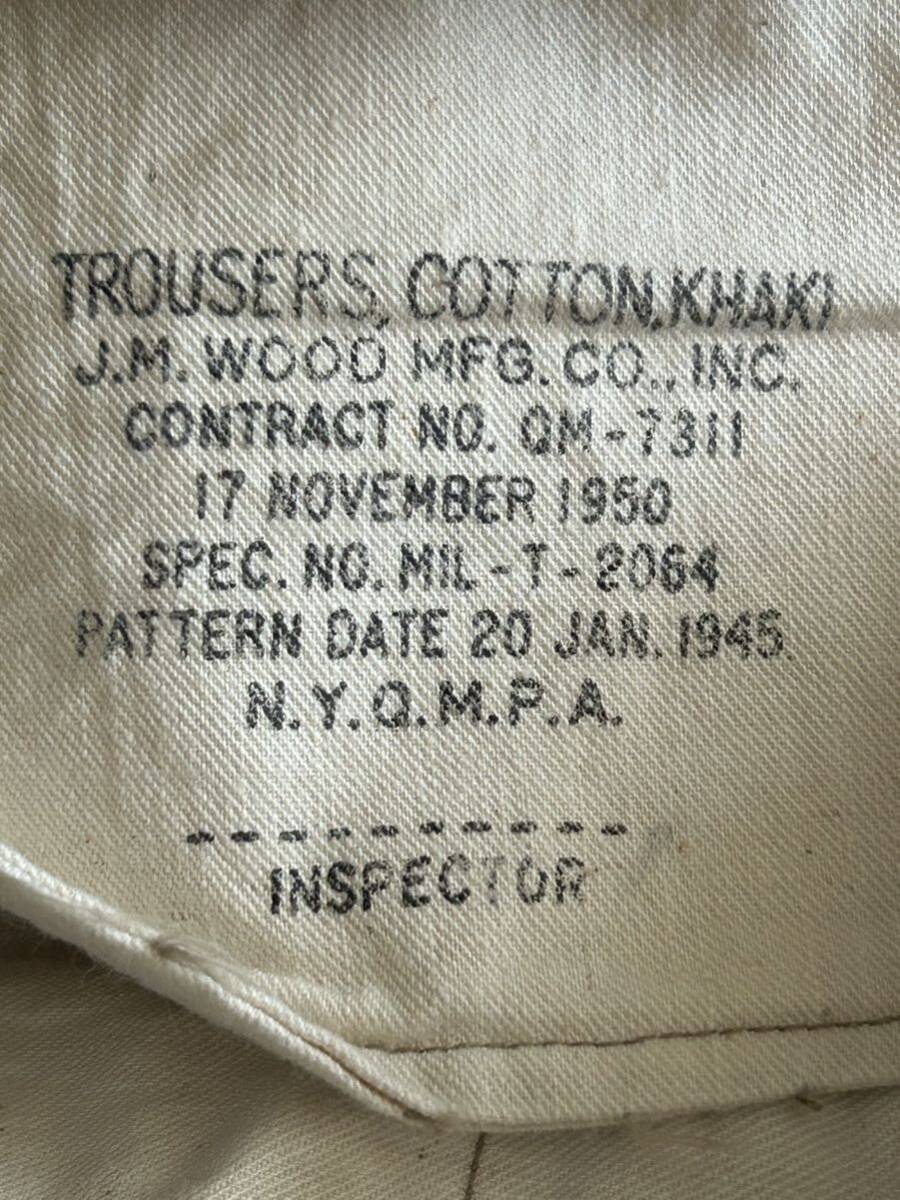 TROUSERS, COTTON, KHAKI
J.M. WOOD MFG. CO., INC.
CONTRACT NO. QM-7311
17 NOVEMBER 1950
SPEC. NO. MIL-T-2064
PATTERN DATE 20 JAN. 1945.
N.Y.Q.M.P.A.
-----------
INSPECTOR